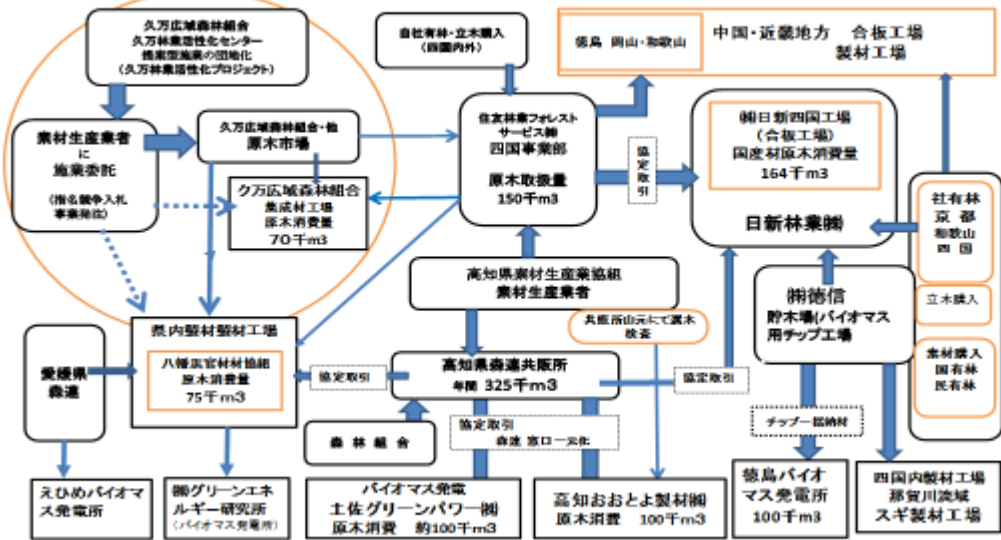 久万広域森林組合
久万林業活性化センター
提案型施業の団地化
(久万林業活性化プロジェクト)
自社有林・立木購入
(四国内外)
徳島 岡山・和歌山
中国・近畿地方 合板工場
製材工場
素材生産業者
に
施業委託
(指名競争入札
事業発注)
久万広域森林組合・他
原木市場
久万広域森林組合
集成材工場
原木消費量
70千m3
住友林業フォレスト
サービス㈱
四国事業部
原木取扱量
150千m3
協定
取引
㈱日新四国工場
(合板工場)
国産材原木消費量
164千m3
日新林業㈱
社有林
京都
和歌山
四国
立木購入
素材購入
国有林
民有林
高知県素材生産業協組
素材生産業者
共販所山元にて選木
検査
㈱徳信
貯木場(バイオマス
用チップ工場
県内製材製材工場
八幡浜官材材協組
原木消費量
75千m3
愛媛県
森連
協定取引
高知県森連共販所
年間 325千m3
協定取引
森林組合
協定取引
森連 窓口一元化
チップ一括納材
えひめバイオマ
ス発電所
㈱グリーンエネ
ルギー研究所
(バイオマス発電所)
バイオマス発電
土佐グリーンパワー㈱
原木消費 約100千m3
高知おおとよ製材㈱
原木消費 100千m3
徳島バイオ
マス発電所
100千m3
四国内製材工場
那賀川流域
スギ製材工場